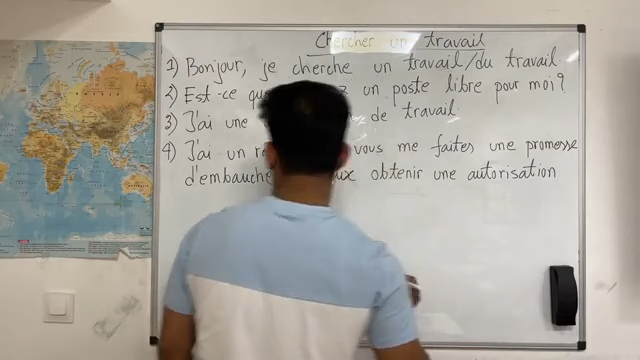 Chercher un travail
1) Bonjour, je cherche un travail/du travail.
2) Est-ce que un poste libre pour moi?
3) J'ai une de travail.
4) J'ai un vous me faites une promesse
d'embauche obtenir une autorisation